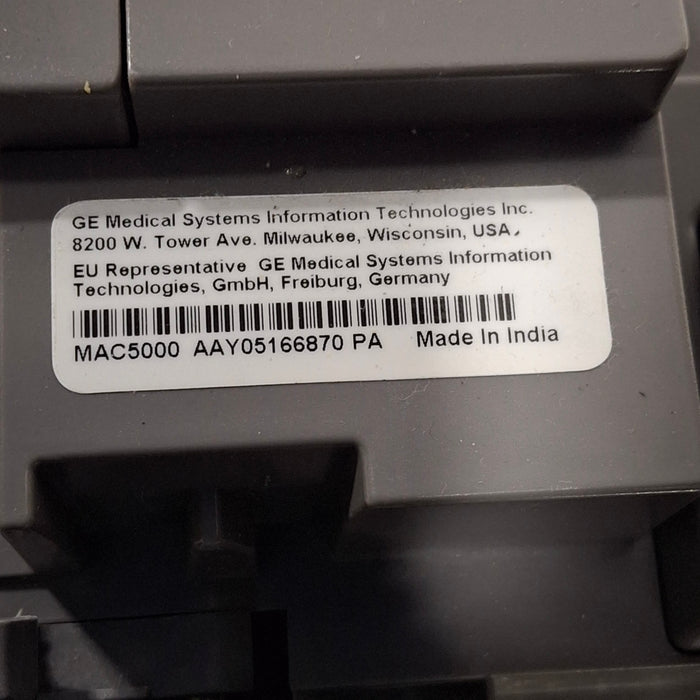 GE Medical Systems Information Technologies Inc.
8200 W. Tower Ave. Milwaukee, Wisconsin, USA.
EU Representative GE Medical Systems Information
Technologies, GmbH, Freiburg, Germany
MAC5000 AAY05166870 PA Made In India